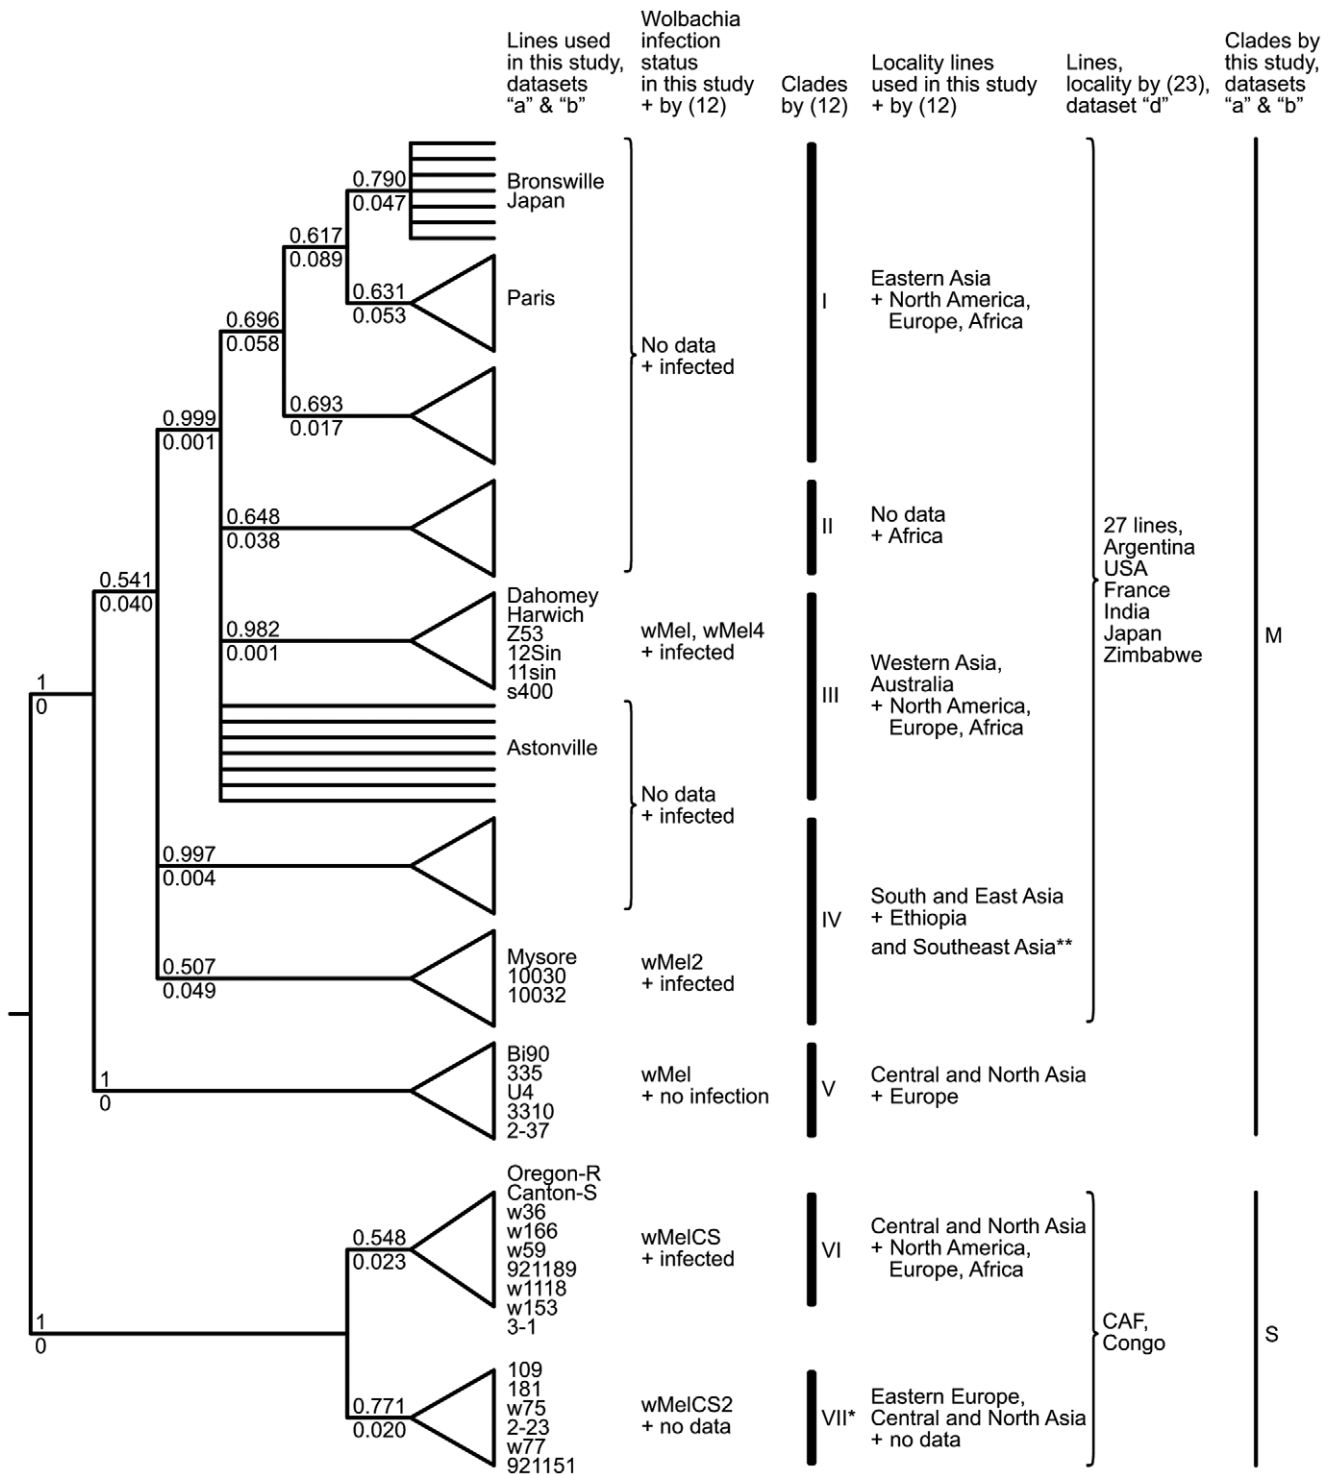 Lines used
in this study,
datasets
“a” & “b”
Wolbachia
infection
status
in this study
+ by (12)
Clades
by (12)
Locality lines
used in this study
+ by (12)
Lines,
locality by (23),
dataset “d”
Clades by
this study,
datasets
“a” & “b”
0.790
0.047
Bronswille
Japan
0.617
0.089
0.631
0.053
Paris
0.696
0.058
0.693
0.017
No data
+ infected
I
Eastern Asia
+ North America,
Europe, Africa
0.999
0.001
0.648
0.038
II
No data
+ Africa
27 lines,
Argentina
USA
France
India
Japan
Zimbabwe
M
0.541
0.040
0.982
0.001
Dahomey
Harwich
Z53
12Sin
11sin
s400
wMel, wMel4
+ infected
III
Western Asia,
Australia
+ North America,
Europe, Africa
1
0
Astonville
No data
+ infected
0.997
0.004
IV
South and East Asia
+ Ethiopia
and Southeast Asia**
0.507
0.049
Mysore
10030
10032
wMel2
+ infected
1
0
Bi90
335
U4
3310
2-37
wMel
+ no infection
V
Central and North Asia
+ Europe
0.548
0.023
Oregon-R
Canton-S
w36
w166
w59
921189
w1118
w153
3-1
wMelCS
+ infected
VI
Central and North Asia
+ North America,
Europe, Africa
1
0
CAF,
Congo
S
0.771
0.020
109
181
w75
2-23
w77
921151
wMelCS2
+ no data
VII*
Eastern Europe,
Central and North Asia
+ no data